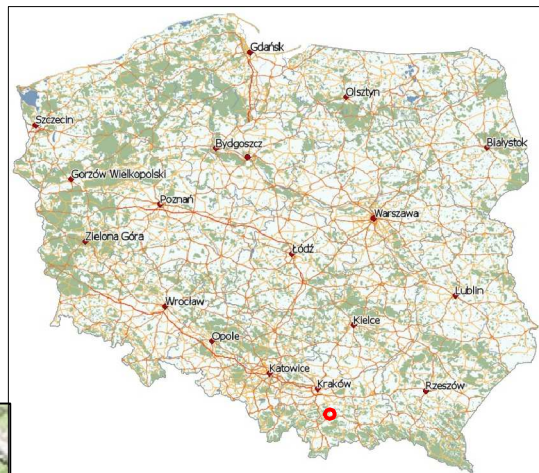 Gdańsk
Olsztyn
Szczecin
Bydgoszcz
Białystok
Gorzów Wielkopolski
Poznań
Warszawa
Zielona Góra
Łódź
Lublin
Wrocław
Kielce
Opole
Katowice
Kraków
Rzeszów